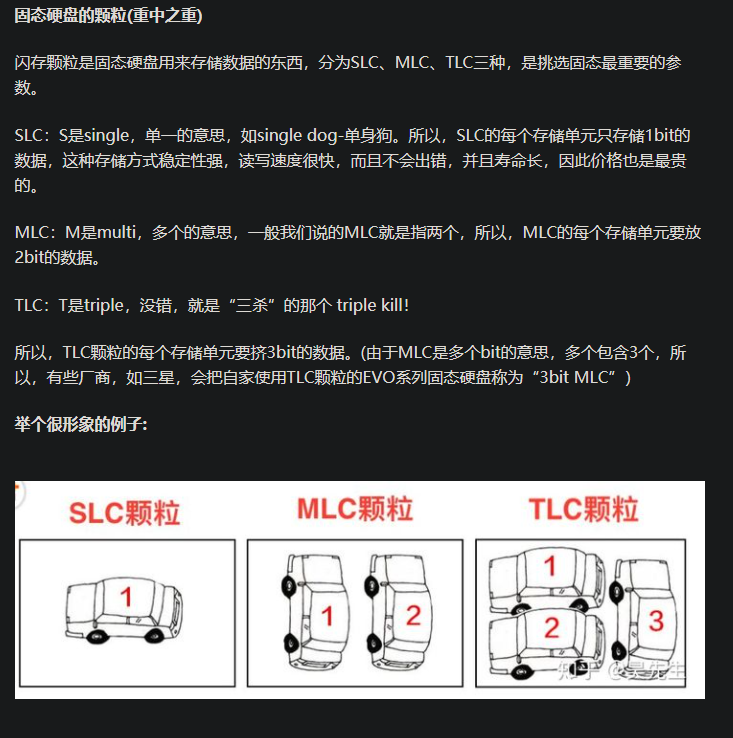 固态硬盘的颗粒(重中之重)
闪存颗粒是固态硬盘用来存储数据的东西，分为SLC、MLC、TLC三种，是挑选固态最重要的参
数。
SLC：S是single，单一的意思，如single dog-单身狗。所以，SLC的每个存储单元只存储1bit的
数据，这种存储方式稳定性强，读写速度很快，而且不会出错，并且寿命长，因此价格也是最贵
的。
MLC：M是multi，多个的意思，一般我们说的MLC就是指两个，所以，MLC的每个存储单元要放
2bit的数据。
TLC：T是triple，没错，就是“三杀”的那个 triple kill！
所以，TLC颗粒的每个存储单元要挤3bit的数据。(由于MLC是多个bit的意思，多个包含3个，所
以，有些厂商，如三星，会把自家使用TLC颗粒的EVO系列固态硬盘称为“3bit MLC”)
举个很形象的例子:
SLC颗粒
MLC颗粒
TLC颗粒
1
1 2
1
2
3
知乎 @昊先生